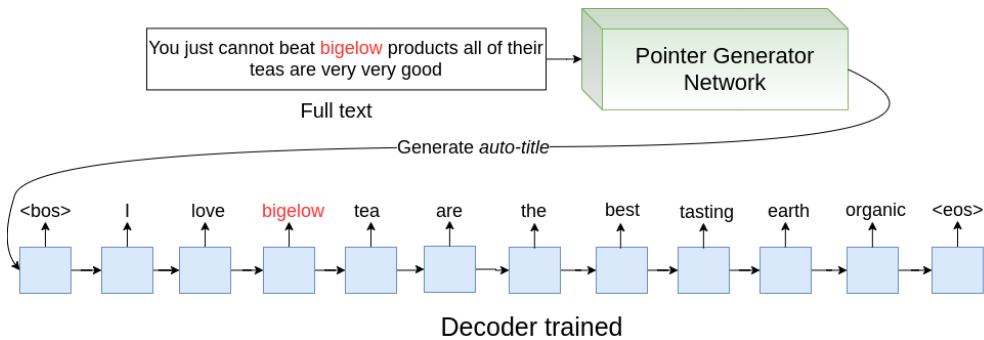 You just cannot beat bigelow products all of their
teas are very very good
Pointer Generator
Network
Full text
Generate auto-title
<bos> I love bigelow tea are the best tasting earth organic <eos>
Decoder trained